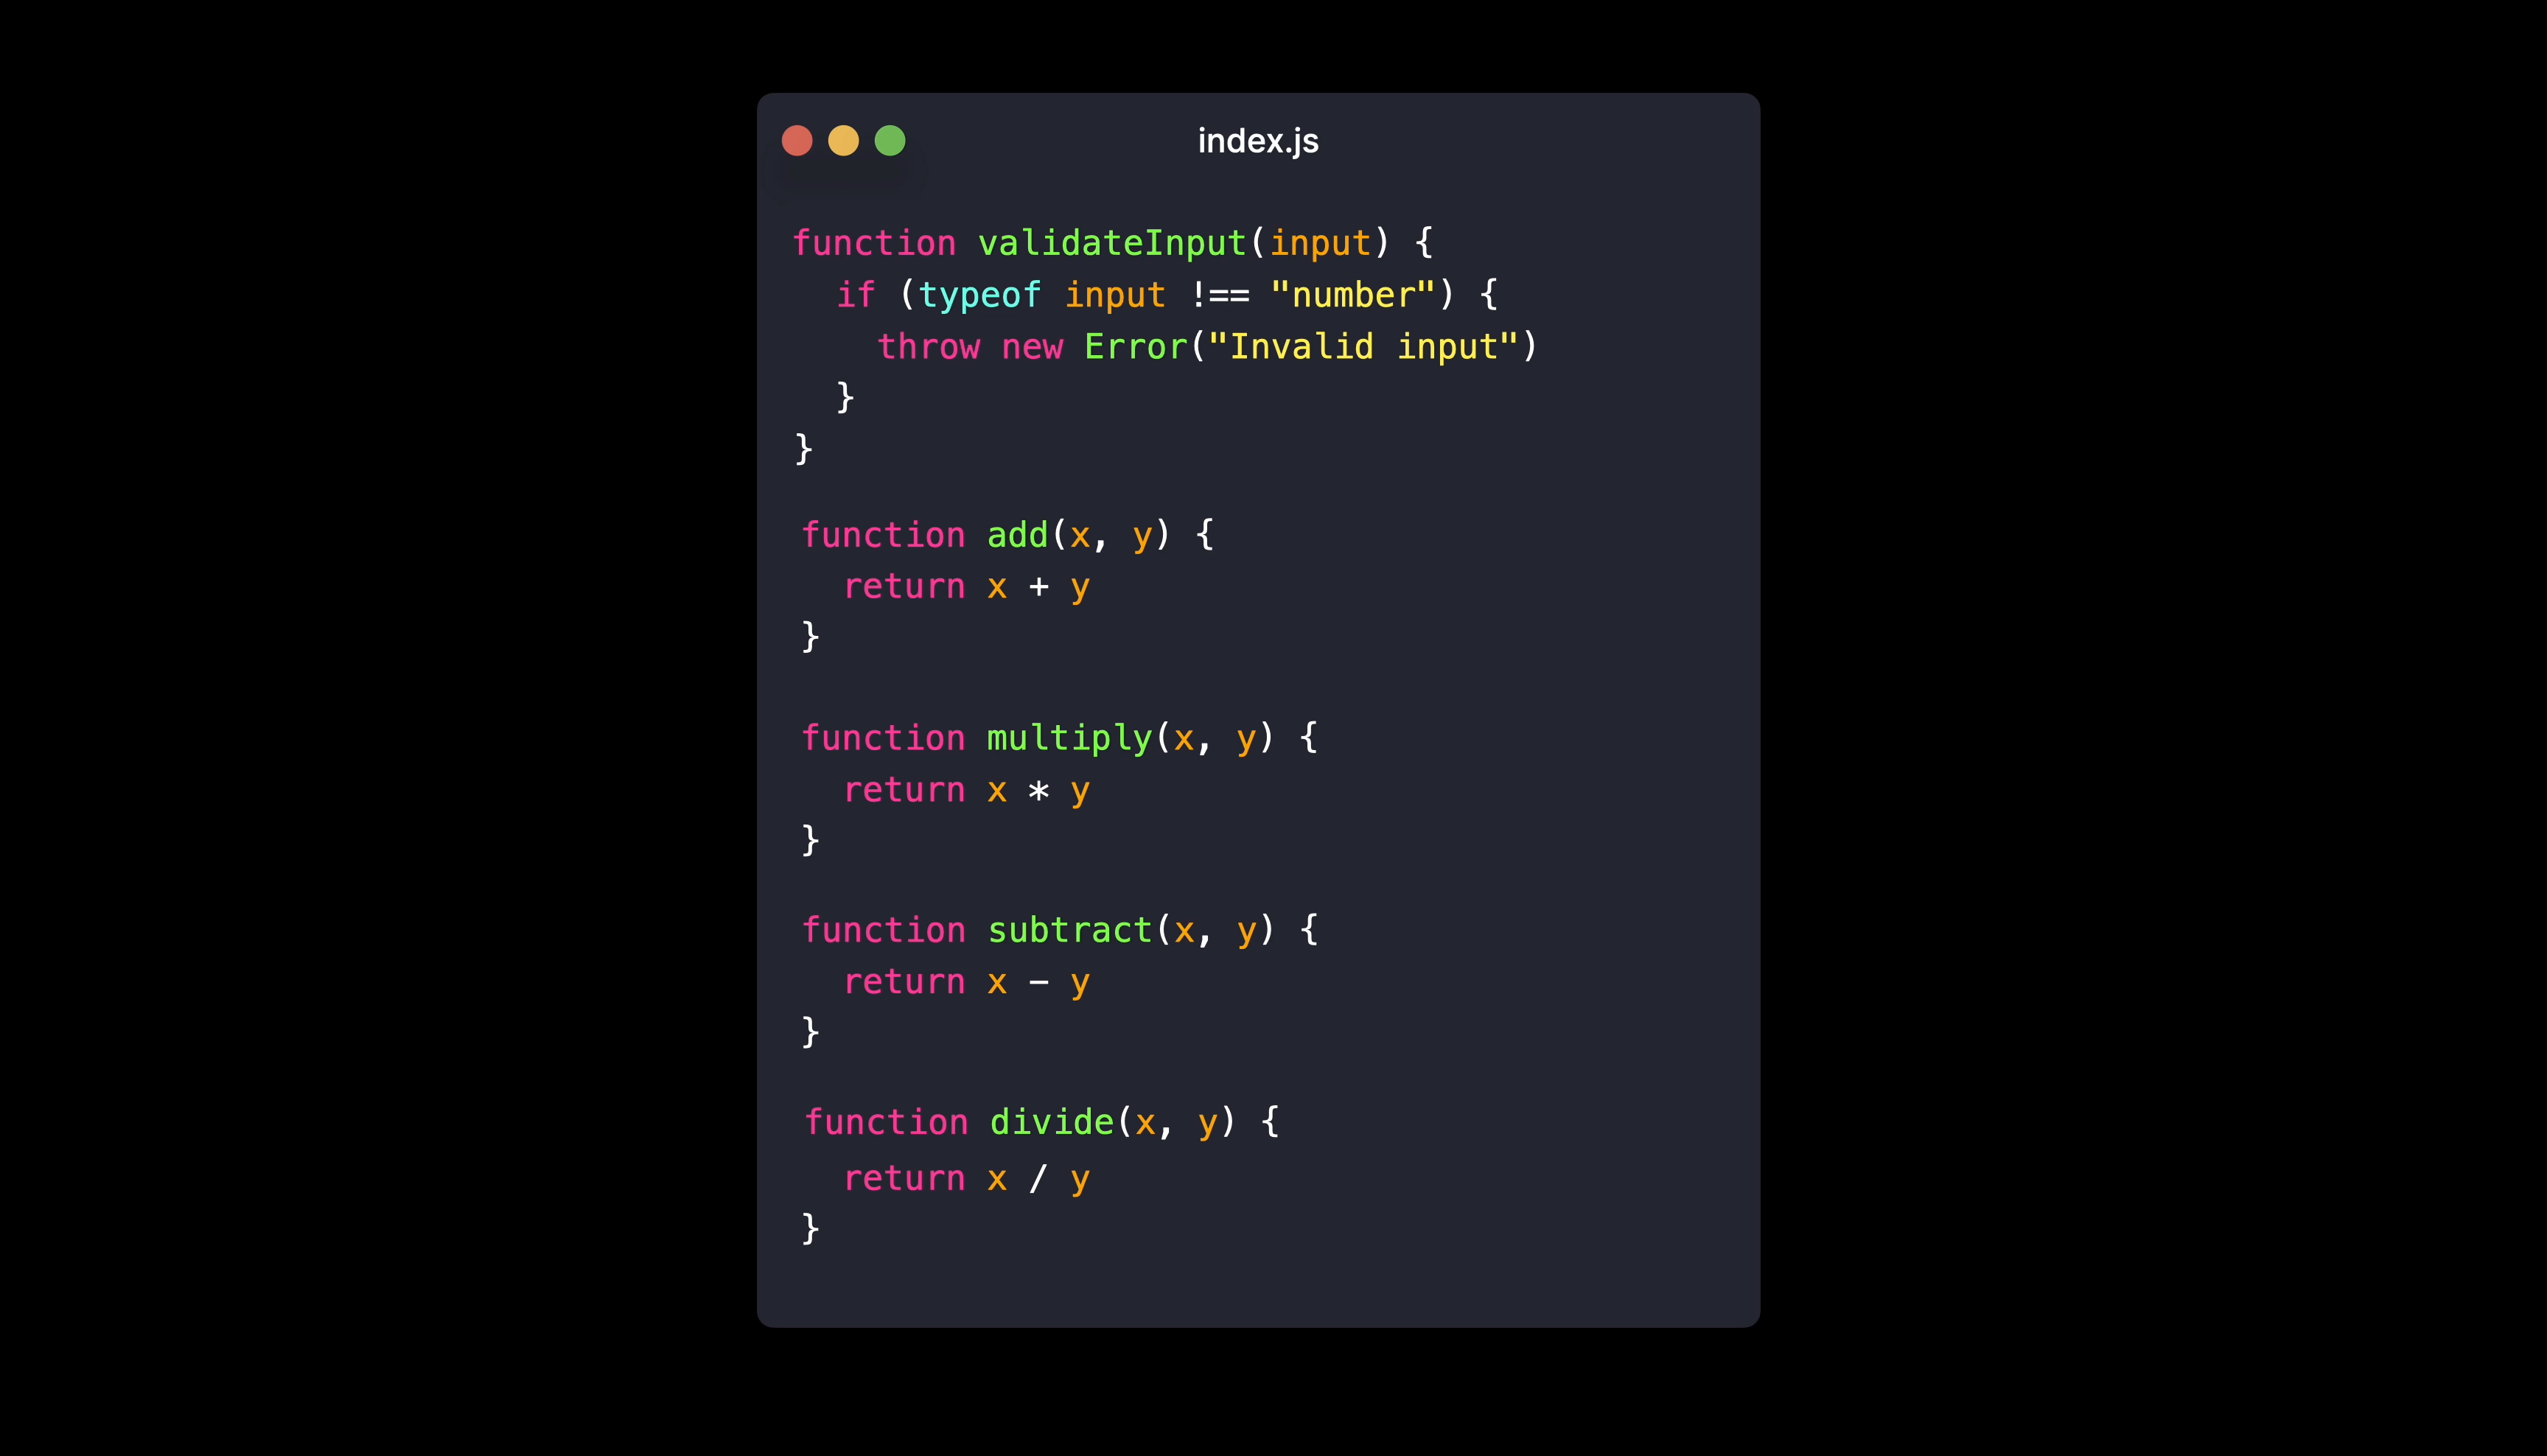 index.js
function validateInput(input) {
  if (typeof input !== "number") {
    throw new Error("Invalid input")
  }
}
function add(x, y) {
  return x + y
}
function multiply(x, y) {
  return x * y
}
function subtract(x, y) {
  return x - y
}
function divide(x, y) {
  return x / y
}